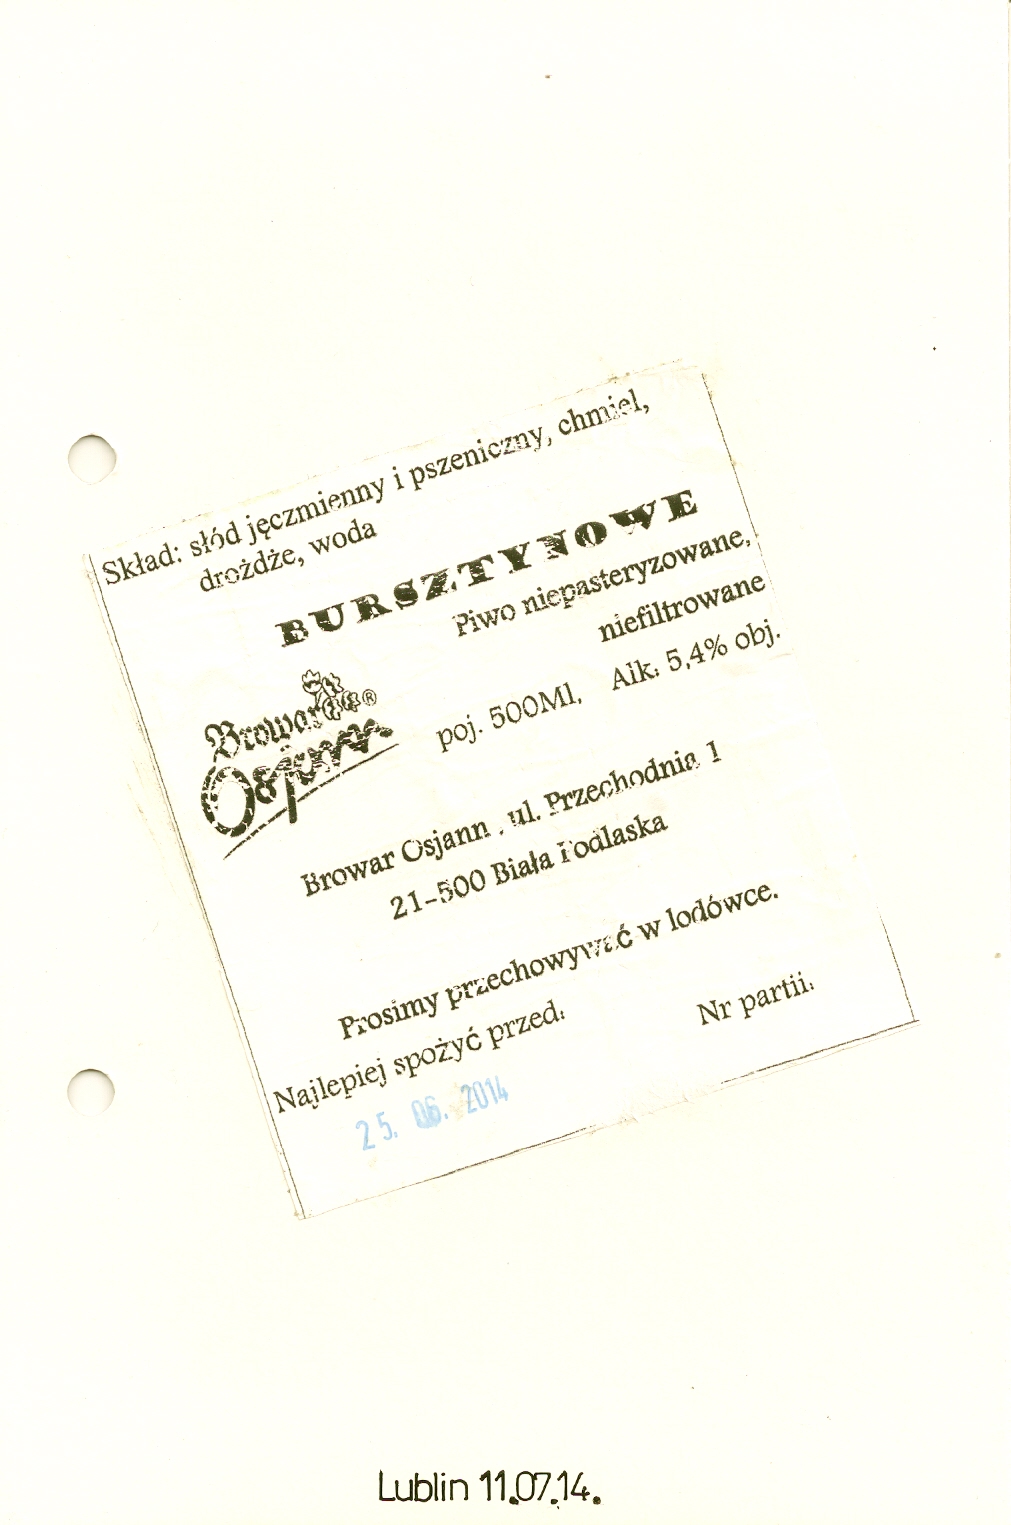 Skład: słód jęczmienny i pszeniczny, chmiel,
drożdże, woda
BURSZTYNOWE
Piwo niepasteryzowane,
niefiltrowane
poj. 500Ml, Alk: 5,4% obj.
Browar ®
Osjann
Browar Osjann , ul. Przechodnia 1
21-500 Biała Podlaska
Prosimy przechowywać w lodówce.
Najlepiej spożyć przed: Nr partii:
25. 06. 2014
Lublin 11.07.14.